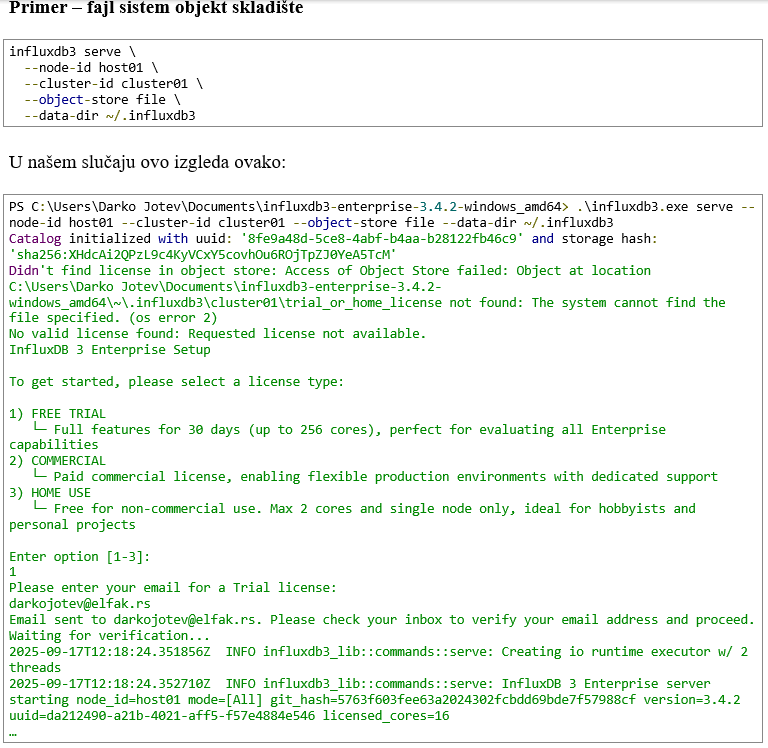 Primer – fajl sistem objekt skladište
influxdb3 serve \
  --node-id host01 \
  --cluster-id cluster01 \
  --object-store file \
  --data-dir ~/.influxdb3
U našem slučaju ovo izgleda ovako:
PS C:\Users\Darko Jotev\Documents\influxdb3-enterprise-3.4.2-windows_amd64> .\influxdb3.exe serve --
node-id host01 --cluster-id cluster01 --object-store file --data-dir ~/.influxdb3
Catalog initialized with uuid: '8fe9a48d-5ce8-4abf-b4aa-b28122fb46c9' and storage hash:
'sha256:XHdcAi2QPzL9c4KyVCxY5covhOu6ROjTpZJ0YeA5TcM'
Didn't find license in object store: Access of Object Store failed: Object at location
C:\Users\Darko Jotev\Documents\influxdb3-enterprise-3.4.2-
windows_amd64\~\.influxdb3\cluster01\trial_or_home_license not found: The system cannot find the
file specified. (os error 2)
No valid license found: Requested license not available.
InfluxDB 3 Enterprise Setup
To get started, please select a license type:
1) FREE TRIAL
   └─ Full features for 30 days (up to 256 cores), perfect for evaluating all Enterprise
capabilities
2) COMMERCIAL
   └─ Paid commercial license, enabling flexible production environments with dedicated support
3) HOME USE
   └─ Free for non-commercial use. Max 2 cores and single node only, ideal for hobbyists and
personal projects
Enter option [1-3]:
1
Please enter your email for a Trial license:
darkojotev@elfak.rs
Email sent to darkojotev@elfak.rs. Please check your inbox to verify your email address and proceed.
Waiting for verification...
2025-09-17T12:18:24.351856Z  INFO influxdb3_lib::commands::serve: Creating io runtime executor w/ 2
threads
2025-09-17T12:18:24.352710Z  INFO influxdb3_lib::commands::serve: InfluxDB 3 Enterprise server
starting node_id=host01 mode=[All] git_hash=5763f603fee63a2024302fcbdd69bde7f57988cf version=3.4.2
uuid=da212490-a21b-4021-aff5-f57e4884e546 licensed_cores=16
…